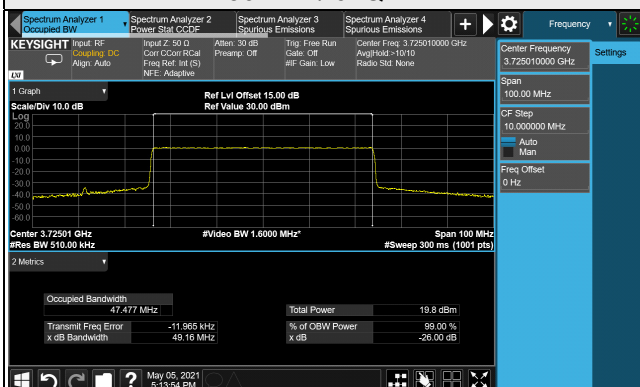 Spectrum Analyzer 1
Occupied BW
Spectrum Analyzer 2
Power Stat CCDF
Spectrum Analyzer 3
Spurious Emissions
Spectrum Analyzer 4
Spurious Emissions
Frequency
KEYSIGHT
Input: RF
Coupling: DC
Align: Auto
LXI
Input Z: 50 Ω
Corr CCorr RCal
Freq Ref: Int (S)
NFE: Adaptive
Atten: 30 dB
Preamp: Off
Trig: Free Run
Gate: Off
#IF Gain: Low
Center Freq: 3.725010000 GHz
Avg|Hold:>10/10
Radio Std: None
Center Frequency
3.725010000 GHz
Settings
Span
100.00 MHz
CF Step
10.000000 MHz
Auto
Man
Freq Offset
0 Hz
1 Graph
Scale/Div 10.0 dB
Ref Lvl Offset 15.00 dB
Ref Value 30.00 dBm
Log
20.0
10.0
0.00
-10.0
-20.0
-30.0
-40.0
-50.0
-60.0
Center 3.72501 GHz
#Res BW 510.00 kHz
#Video BW 1.6000 MHz*
Span 100 MHz
#Sweep 300 ms (1001 pts)
2 Metrics
Occupied Bandwidth
47.477 MHz
Transmit Freq Error -11.965 kHz
x dB Bandwidth 49.16 MHz
Total Power 19.8 dBm
% of OBW Power 99.00 %
x dB -26.00 dB
May 05, 2021
5:13:54 PM